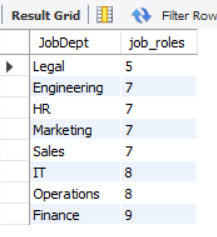 Result Grid Filter Row
JobDept job_roles
Legal 5
Engineering 7
HR 7
Marketing 7
Sales 7
IT 8
Operations 8
Finance 9